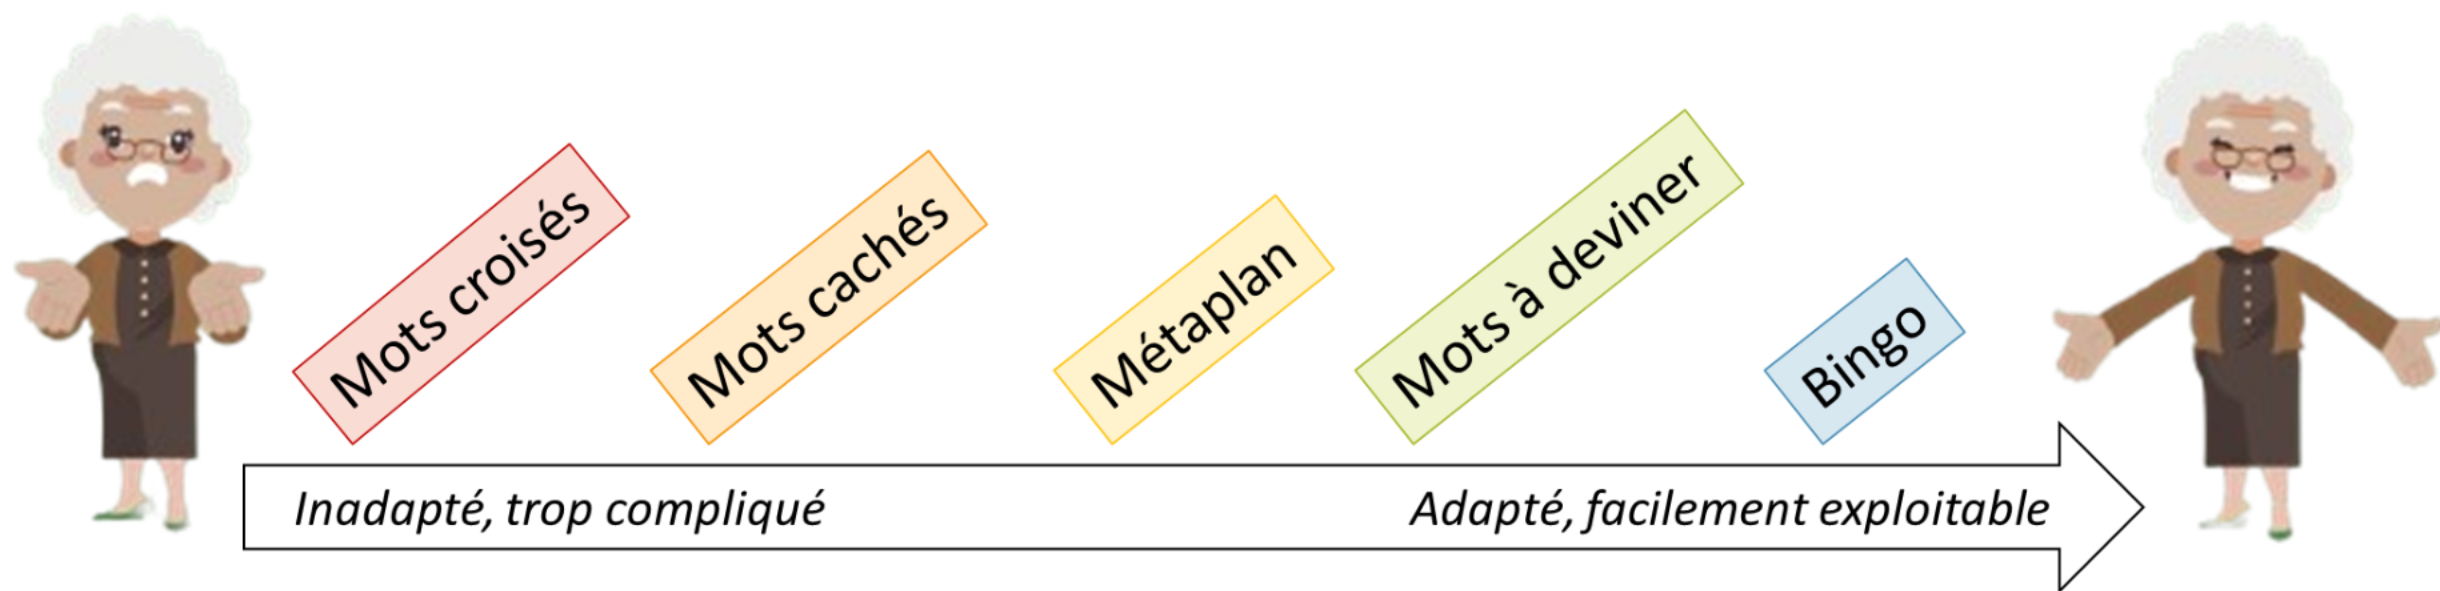 Mots croisés
Mots cachés
Métaplan
Mots à deviner
Bingo
Inadapté, trop compliqué
Adapté, facilement exploitable